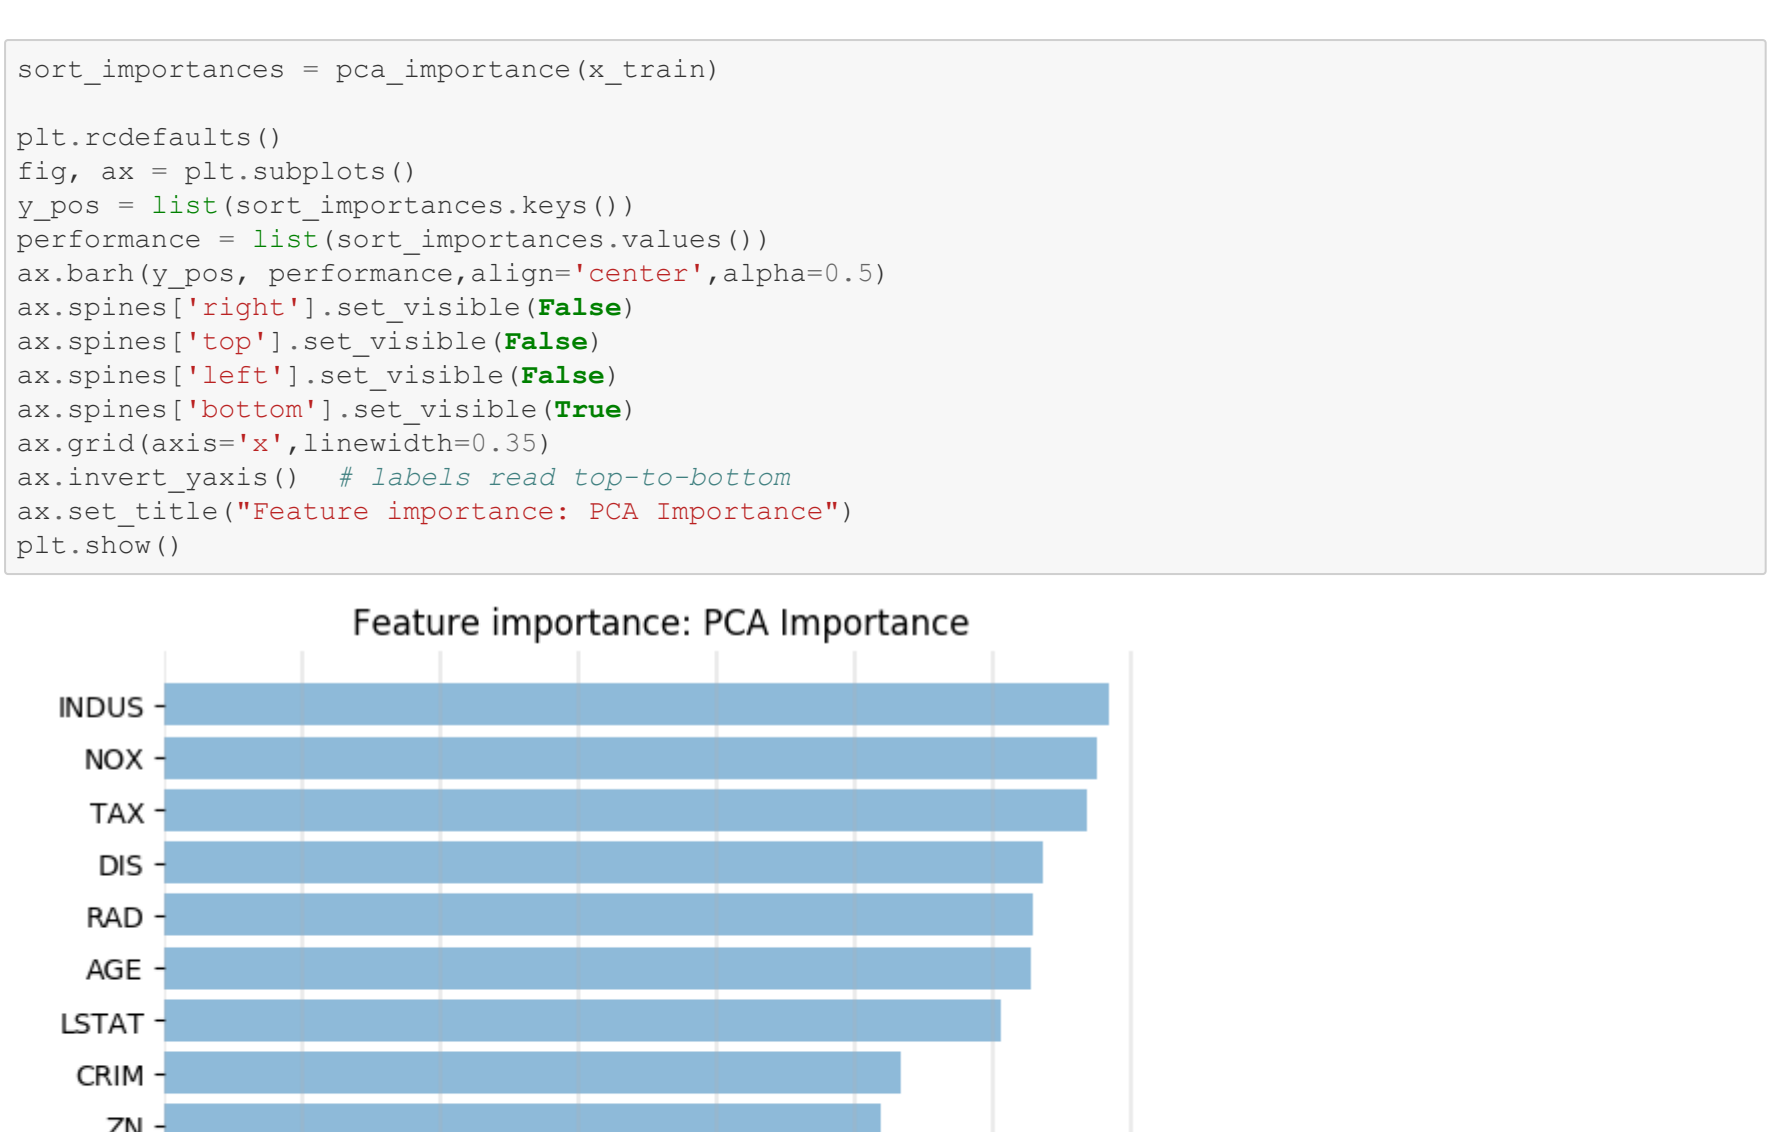 sort_importances = pca_importance(x_train)
plt.rcdefaults()
fig, ax = plt.subplots()
y_pos = list(sort_importances.keys())
performance = list(sort_importances.values())
ax.barh(y_pos, performance,align='center',alpha=0.5)
ax.spines['right'].set_visible(False)
ax.spines['top'].set_visible(False)
ax.spines['left'].set_visible(False)
ax.spines['bottom'].set_visible(True)
ax.grid(axis='x',linewidth=0.35)
ax.invert_yaxis()  # labels read top-to-bottom
ax.set_title("Feature importance: PCA Importance")
plt.show()
Feature importance: PCA Importance
INDUS
NOX
TAX
DIS
RAD
AGE
LSTAT
CRIM
ZN